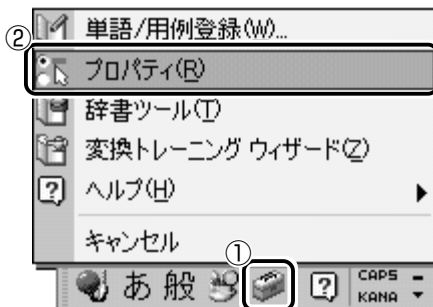 ② 単語/用例登録(W)...
プロパティ(R)
辞書ツール(T)
変換トレーニング ウィザード(Z)
ヘルプ(H)
キャンセル
①
あ 般 ? CAPS
KANA